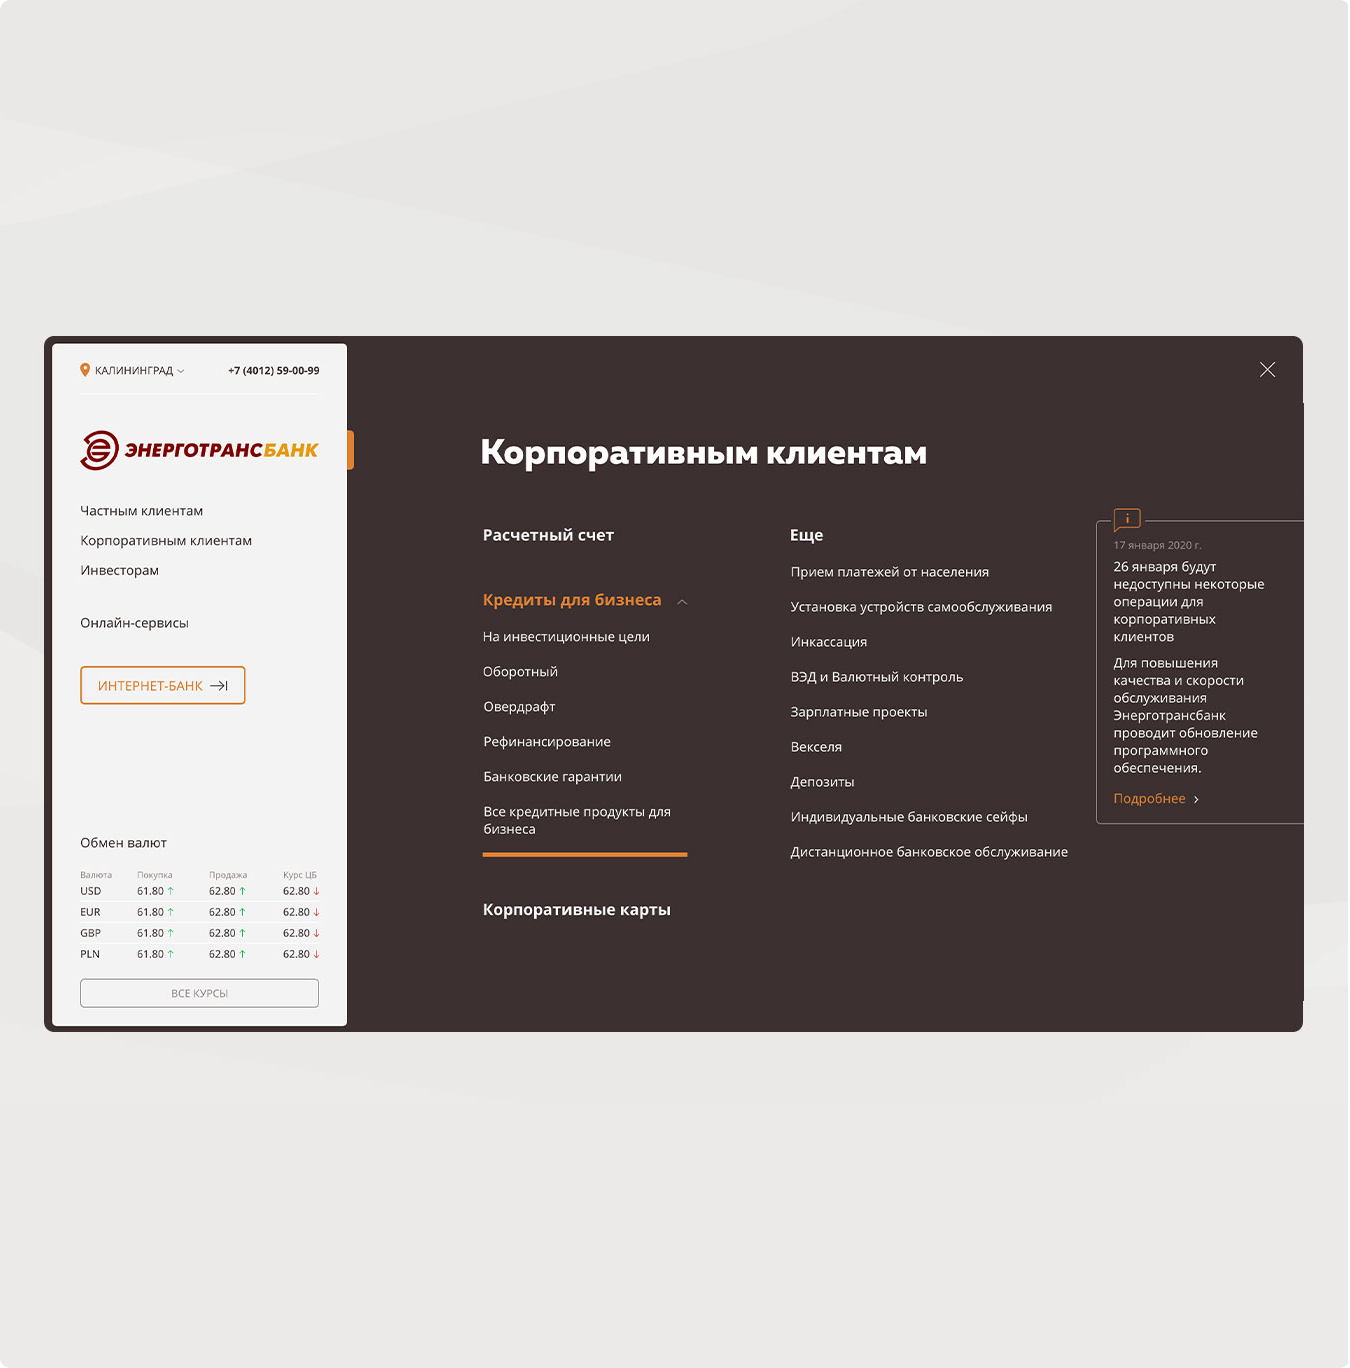 КАЛИНИНГРАД
+7 (4012) 59-00-99
ЭНЕРГОТРАНСБАНК
Частным клиентам
Корпоративным клиентам
Инвесторам
Онлайн-сервисы
ИНТЕРНЕТ-БАНК
Обмен валют
Валюта Покупка Продажа Курс ЦБ
USD 61.80 ↑ 62.80 ↑ 62.80 ↓
EUR 61.80 ↑ 62.80 ↑ 62.80 ↓
GBP 61.80 ↑ 62.80 ↑ 62.80 ↓
PLN 61.80 ↑ 62.80 ↑ 62.80 ↓
ВСЕ КУРСЫ
Корпоративным клиентам
Расчетный счет
Кредиты для бизнеса
На инвестиционные цели
Оборотный
Овердрафт
Рефинансирование
Банковские гарантии
Все кредитные продукты для
бизнеса
Корпоративные карты
Еще
Прием платежей от населения
Установка устройств самообслуживания
Инкассация
ВЭД и Валютный контроль
Зарплатные проекты
Векселя
Депозиты
Индивидуальные банковские сейфы
Дистанционное банковское обслуживание
i
17 января 2020 г.
26 января будут
недоступны некоторые
операции для
корпоративных
клиентов
Для повышения
качества и скорости
обслуживания
Энерготрансбанк
проводит обновление
программного
обеспечения.
Подробнее